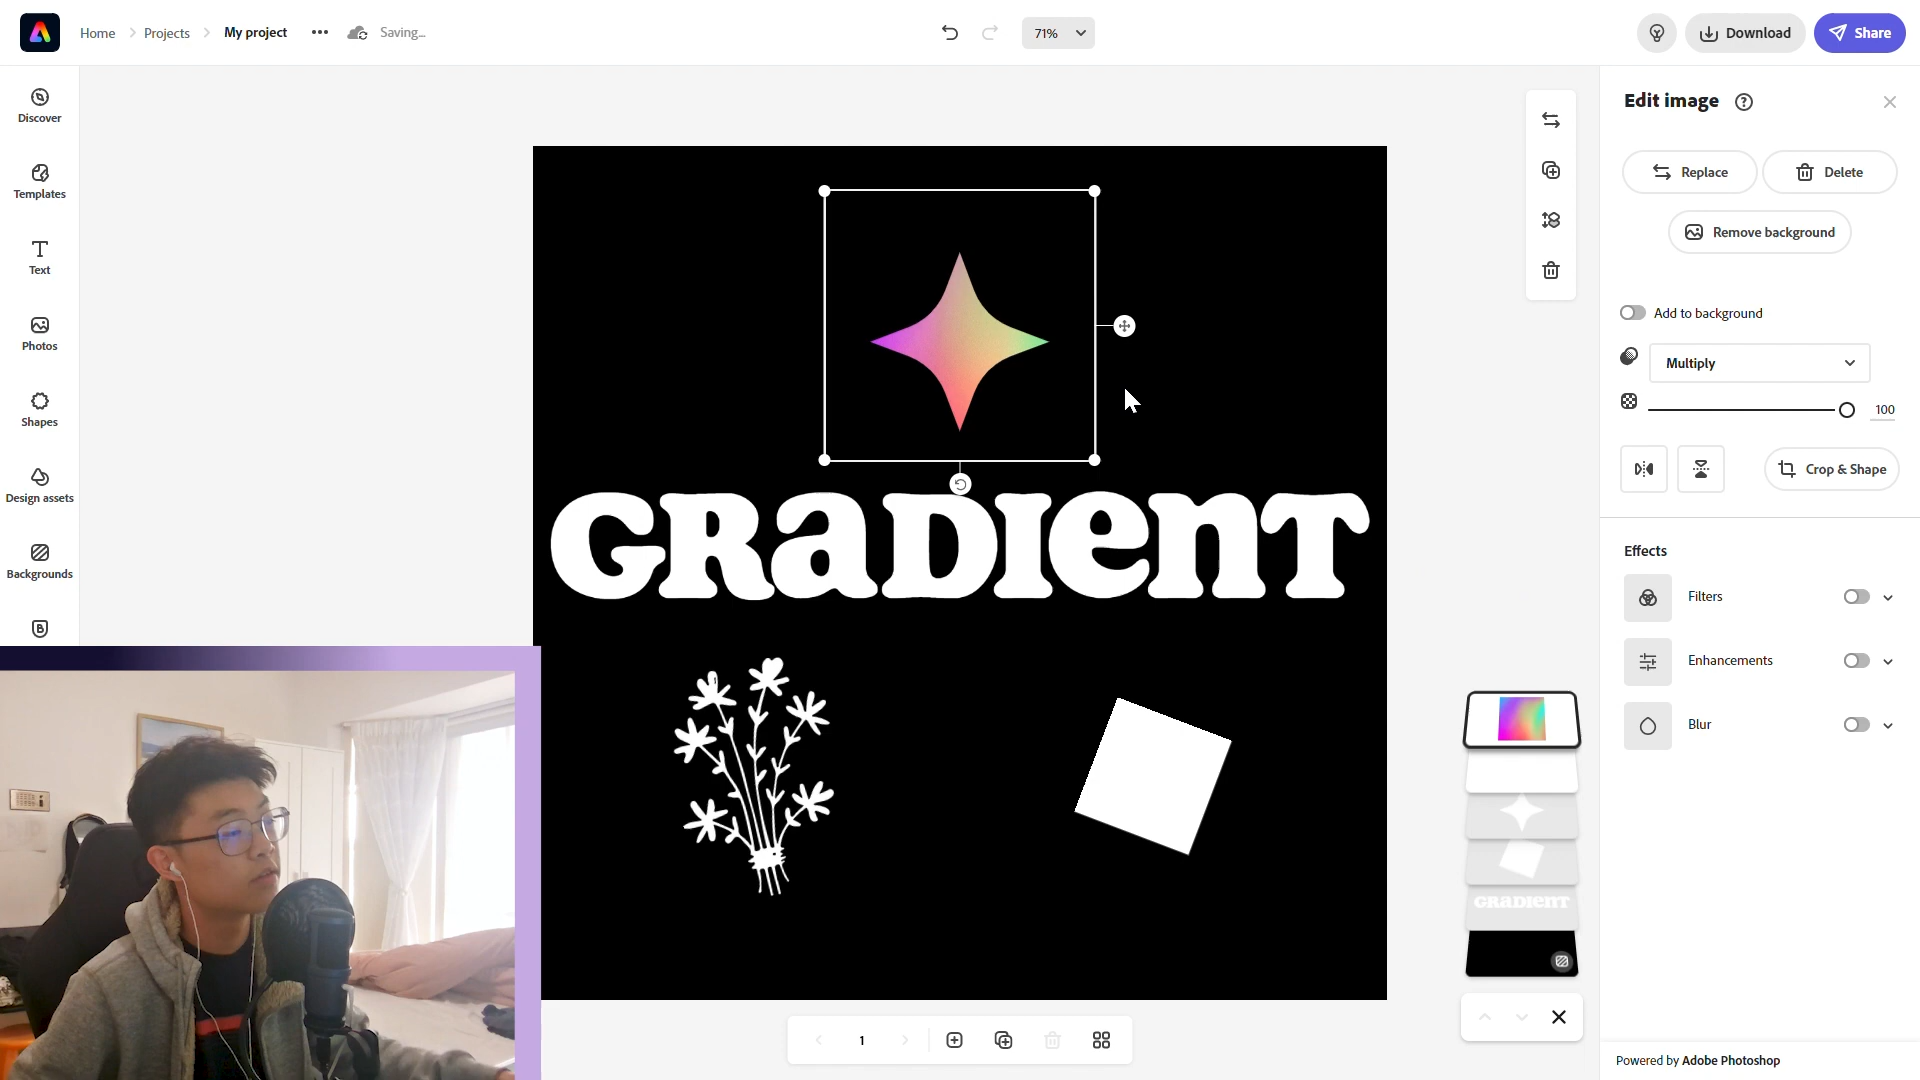 Home
Projects
My project
Saving...
71%
Download
Share
Discover
Templates
Text
Photos
Shapes
Design assets
Backgrounds
Edit image
Replace
Delete
Remove background
Add to background
Multiply
100
Crop & Shape
Effects
Filters
Enhancements
Blur
GRaDIenT
GRaDIenT
1
Powered by Adobe Photoshop